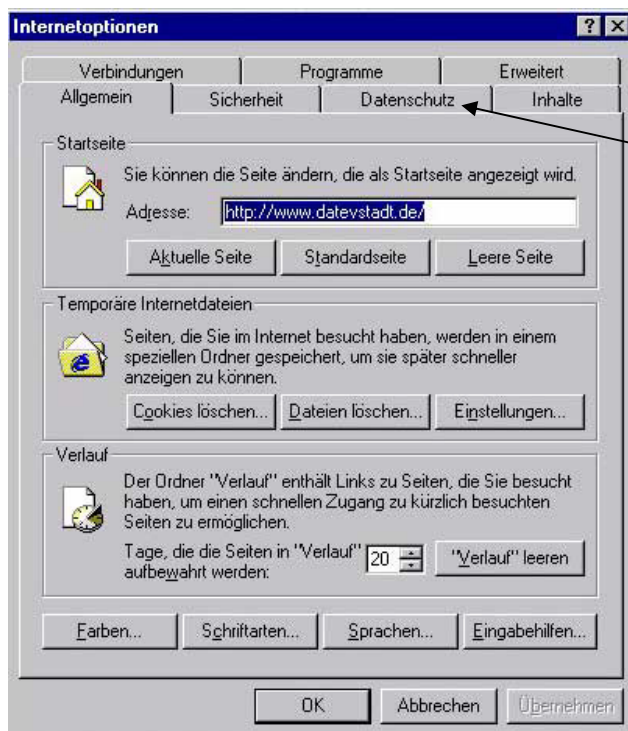 Internetoptionen
Verbindungen Programme Erweitert
Allgemein Sicherheit Datenschutz Inhalte
Startseite
Sie können die Seite ändern, die als Startseite angezeigt wird.
Adresse: http://www.datevstadt.de/
Aktuelle Seite Standardseite Leere Seite
Temporäre Internetdateien
Seiten, die Sie im Internet besucht haben, werden in einem
speziellen Ordner gespeichert, um sie später schneller
anzeigen zu können.
Cookies löschen... Dateien löschen... Einstellungen...
Verlauf
Der Ordner "Verlauf" enthält Links zu Seiten, die Sie besucht
haben, um einen schnellen Zugang zu kürzlich besuchten
Seiten zu ermöglichen.
Tage, die die Seiten in "Verlauf" 20 "Verlauf" leeren
aufbewahrt werden:
Farben... Schriftarten... Sprachen... Eingabehilfen...
OK Abbrechen Übernehmen